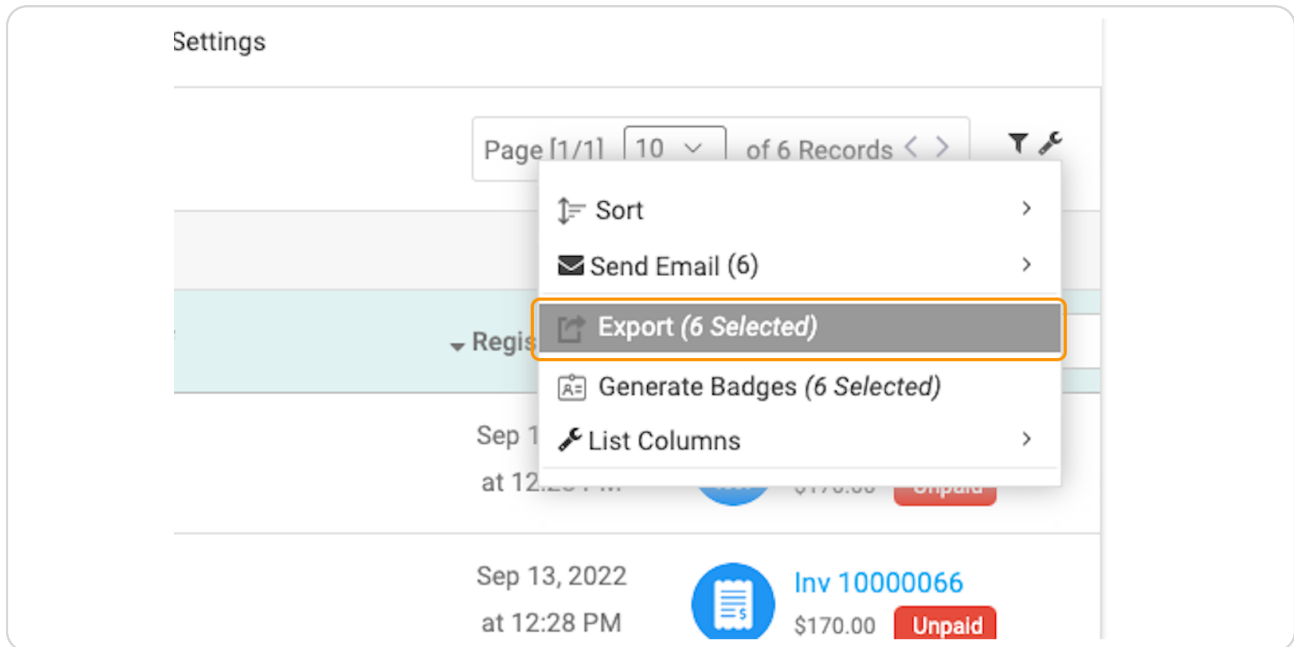 Settings
Page [1/1] 10 of 6 Records
Sort
Send Email (6)
Export (6 Selected)
Generate Badges (6 Selected)
List Columns
Sep 1
at 12
$170.00 Unpaid
Sep 13, 2022
at 12:28 PM
Inv 10000066
$170.00 Unpaid